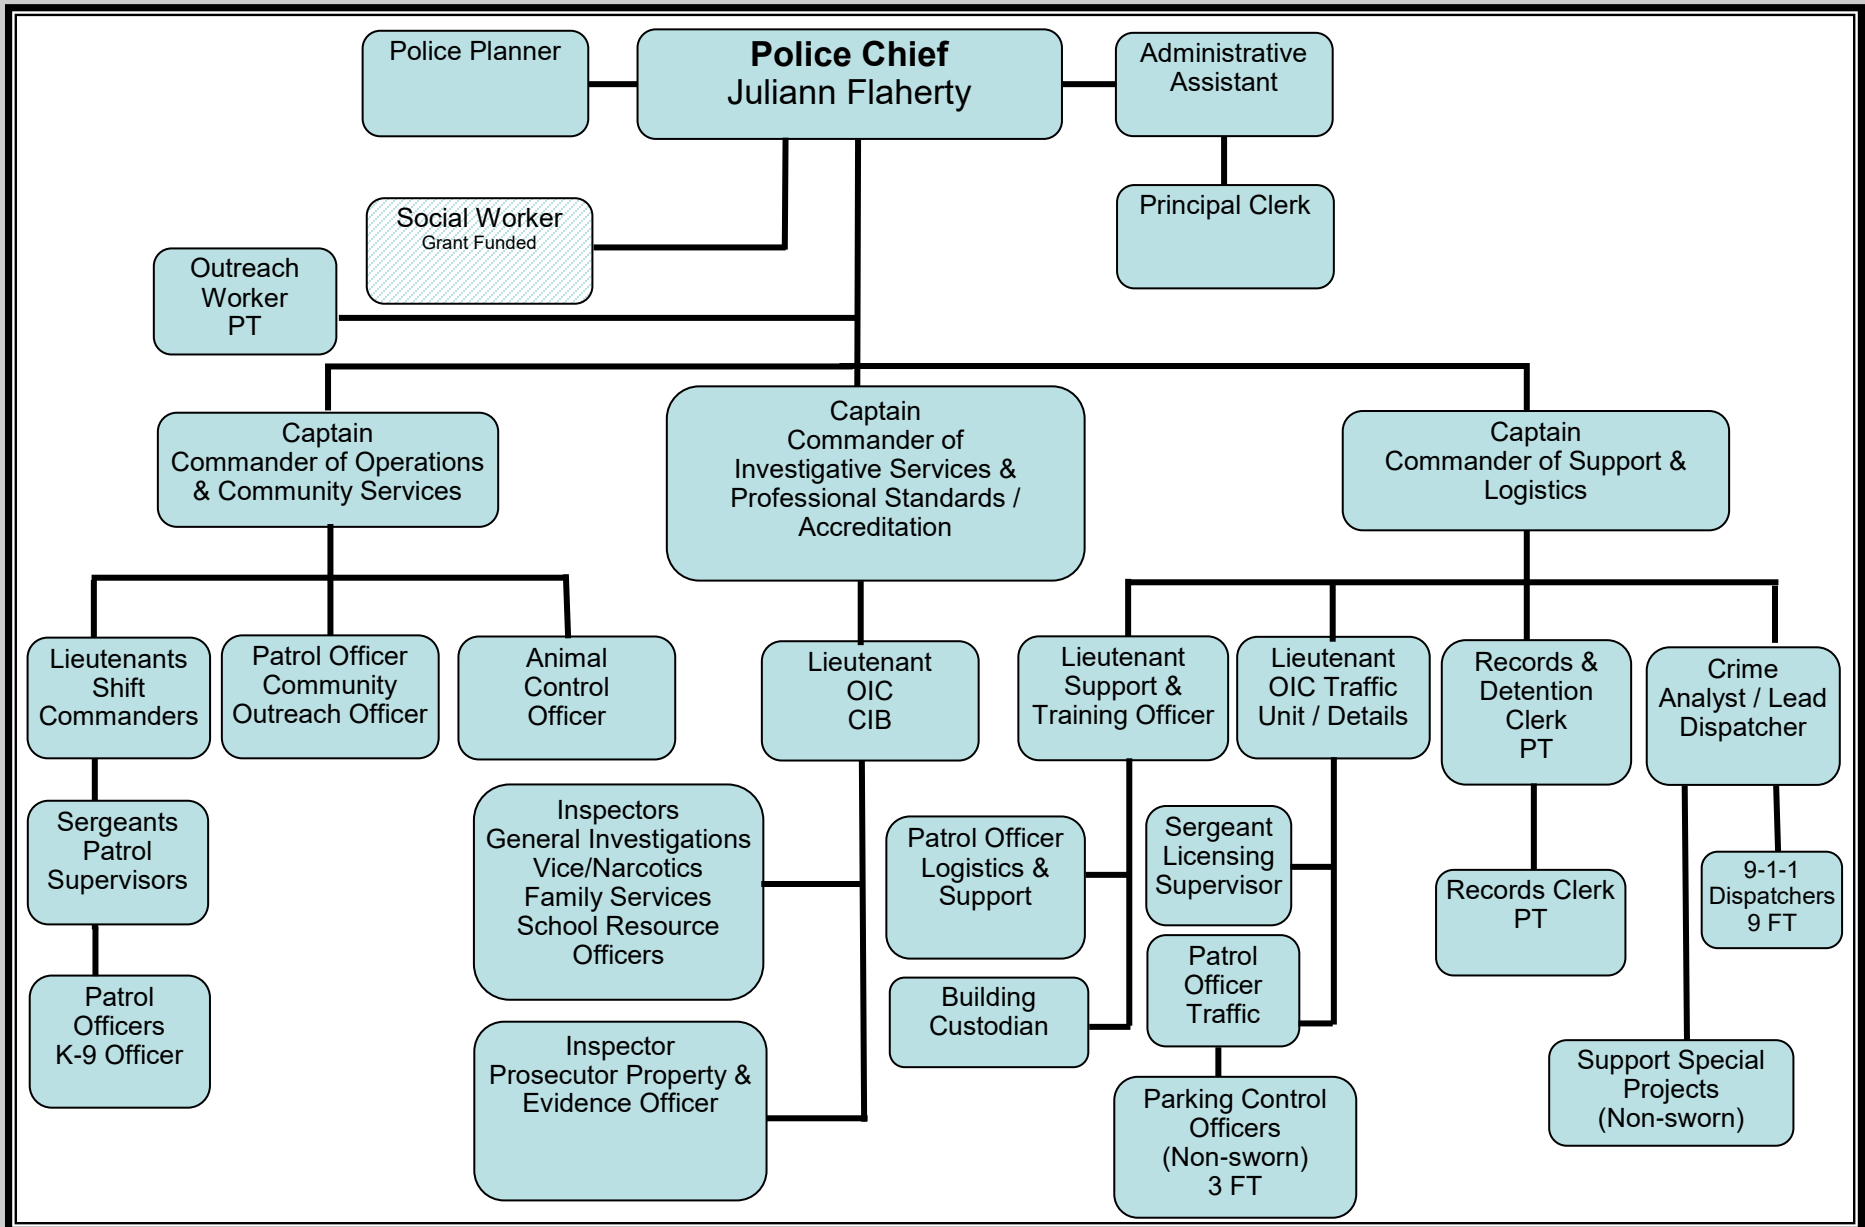 Police Planner
Police Chief
Juliann Flaherty
Administrative
Assistant
Principal Clerk
Social Worker
Grant Funded
Outreach
Worker
PT
Captain
Commander of Operations
& Community Services
Captain
Commander of
Investigative Services &
Professional Standards /
Accreditation
Captain
Commander of Support &
Logistics
Lieutenants
Shift
Commanders
Patrol Officer
Community
Outreach Officer
Animal
Control
Officer
Lieutenant
OIC
CIB
Lieutenant
Support &
Training Officer
Lieutenant
OIC Traffic
Unit / Details
Records &
Detention
Clerk
PT
Crime
Analyst / Lead
Dispatcher
Sergeants
Patrol
Supervisors
Inspectors
General Investigations
Vice/Narcotics
Family Services
School Resource
Officers
Patrol Officer
Logistics &
Support
Sergeant
Licensing
Supervisor
Records Clerk
PT
9-1-1
Dispatchers
9 FT
Patrol
Officers
K-9 Officer
Inspector
Prosecutor Property &
Evidence Officer
Building
Custodian
Patrol
Officer
Traffic
Parking Control
Officers
(Non-sworn)
3 FT
Support Special
Projects
(Non-sworn)